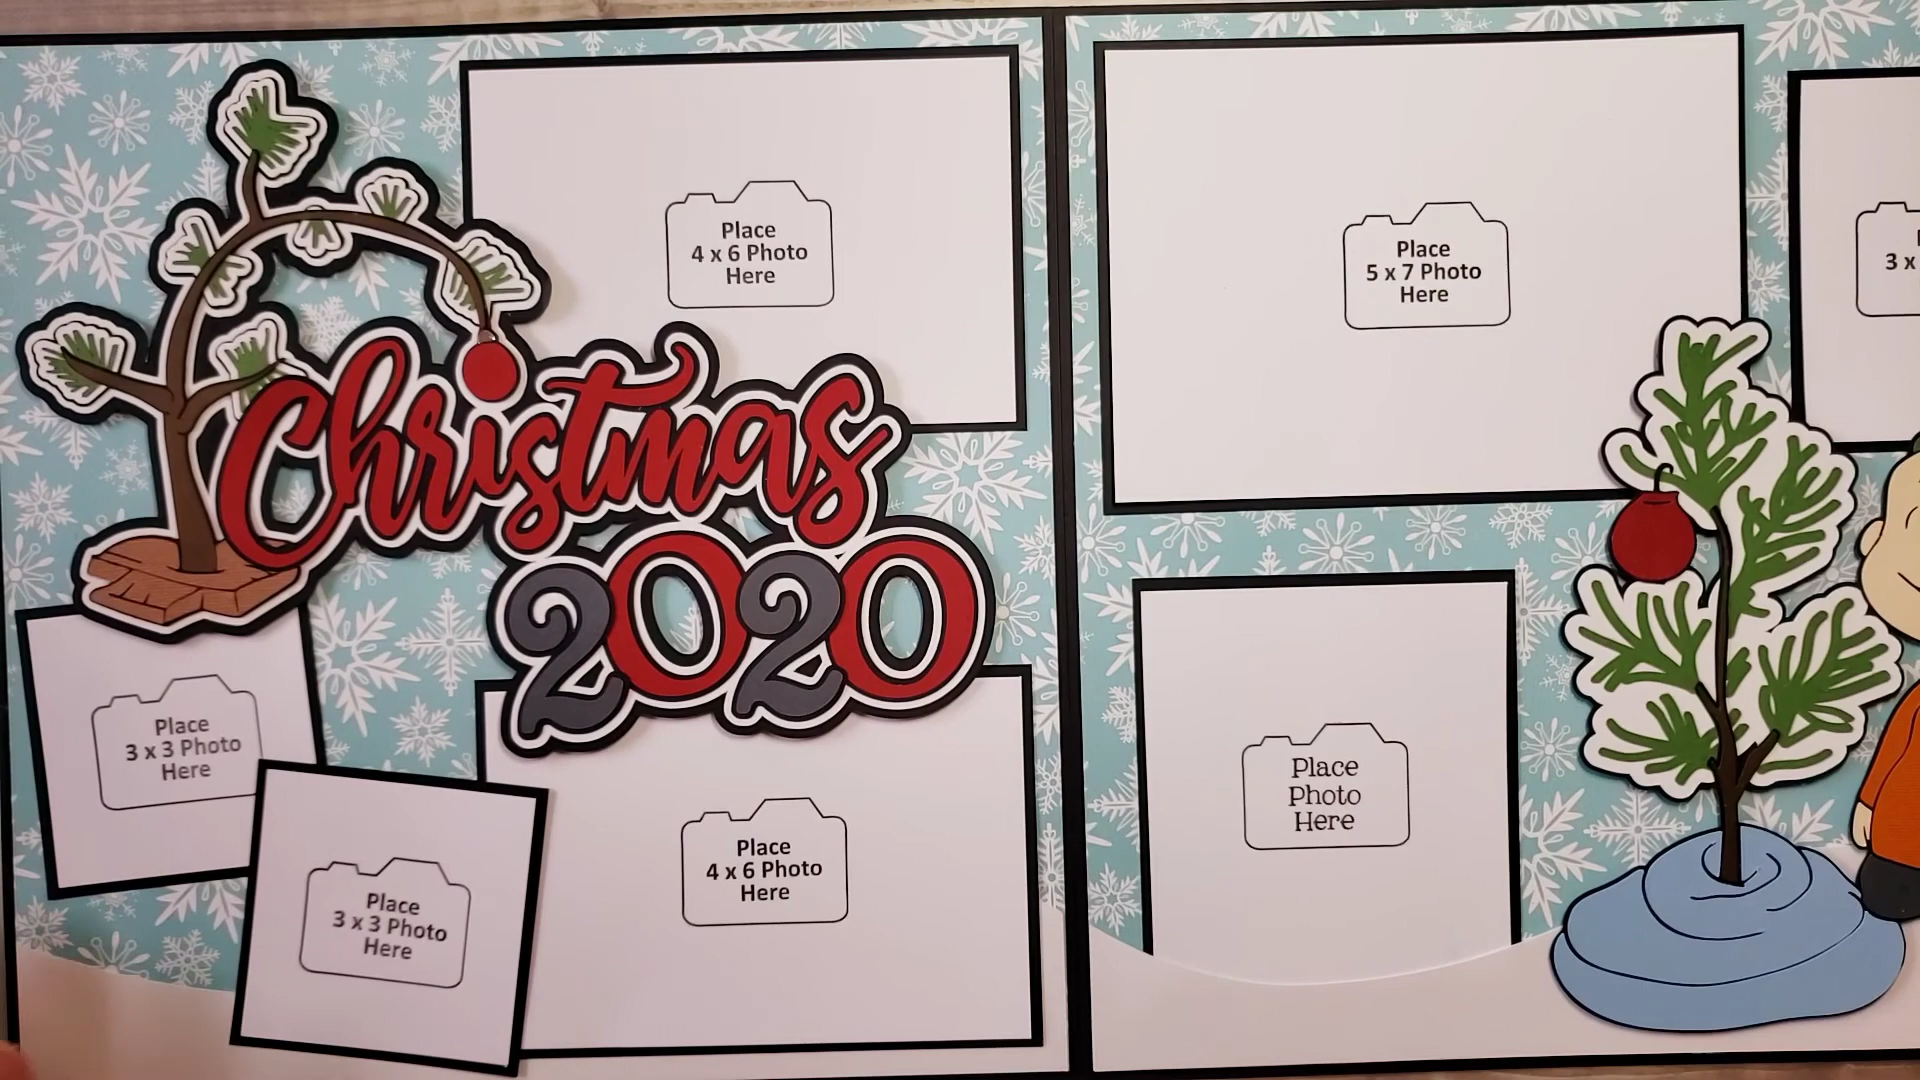 Place
4 x 6 Photo
Here
Christmas
2020
Place
3 x 3 Photo
Here
Place
3 x 3 Photo
Here
Place
4 x 6 Photo
Here
Place
5 x 7 Photo
Here
Place
Photo
Here
3 x